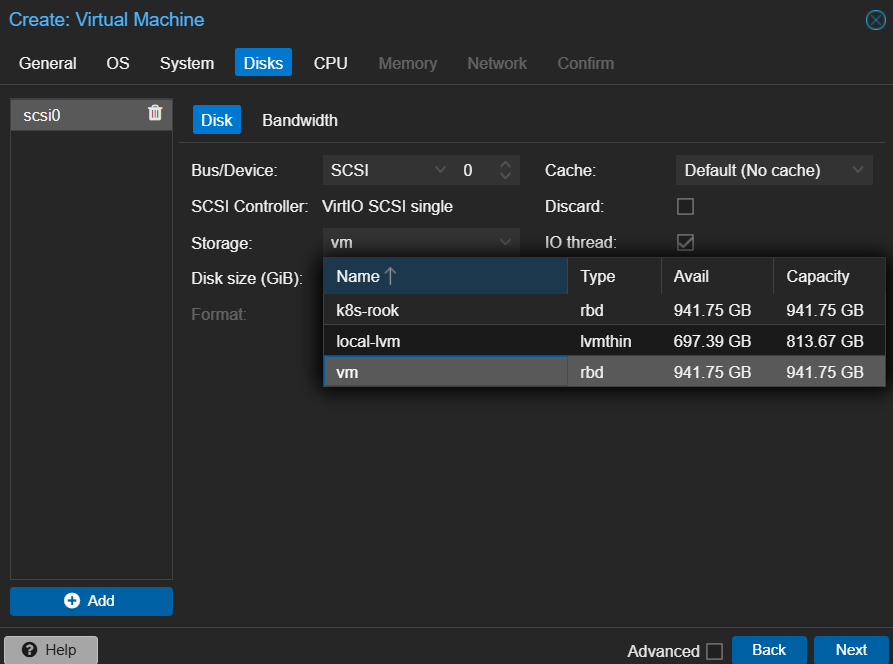 Create: Virtual Machine
General OS System Disks CPU Memory Network Confirm
scsi0
Disk Bandwidth
Bus/Device: SCSI 0 Cache: Default (No cache)
SCSI Controller: VirtIO SCSI single Discard:
Storage: vm IO thread:
Disk size (GiB):
Format:
Name Type Avail Capacity
k8s-rook rbd 941.75 GB 941.75 GB
local-lvm lvmthin 697.39 GB 813.67 GB
vm rbd 941.75 GB 941.75 GB
Add
Help Advanced Back Next